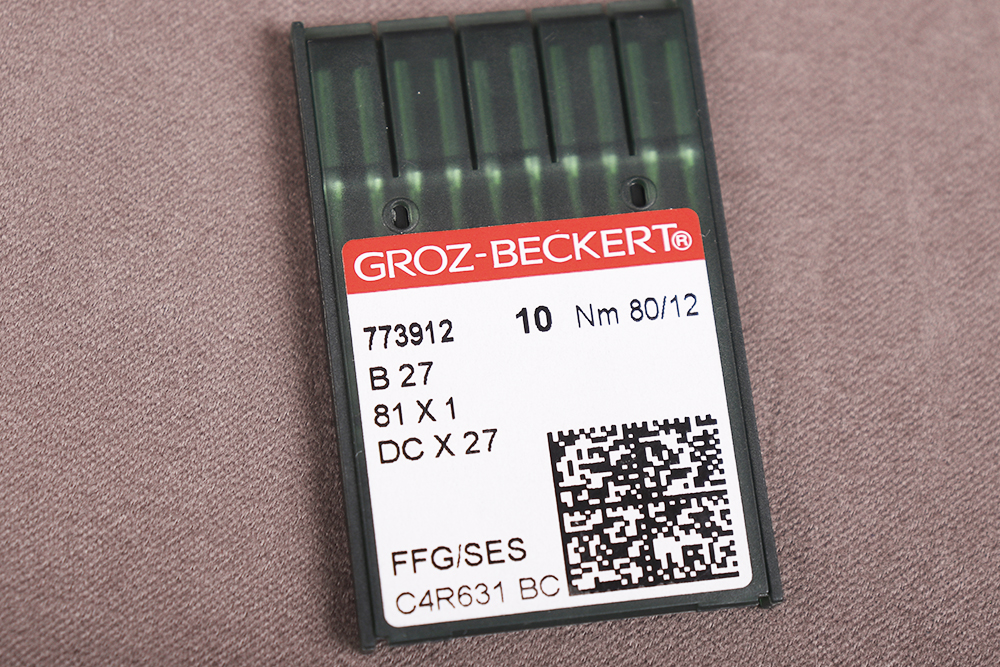 GROZ-BECKERT®
773912 10 Nm 80/12
B 27
81 X 1
DC X 27
FFG/SES
C4R631 BC